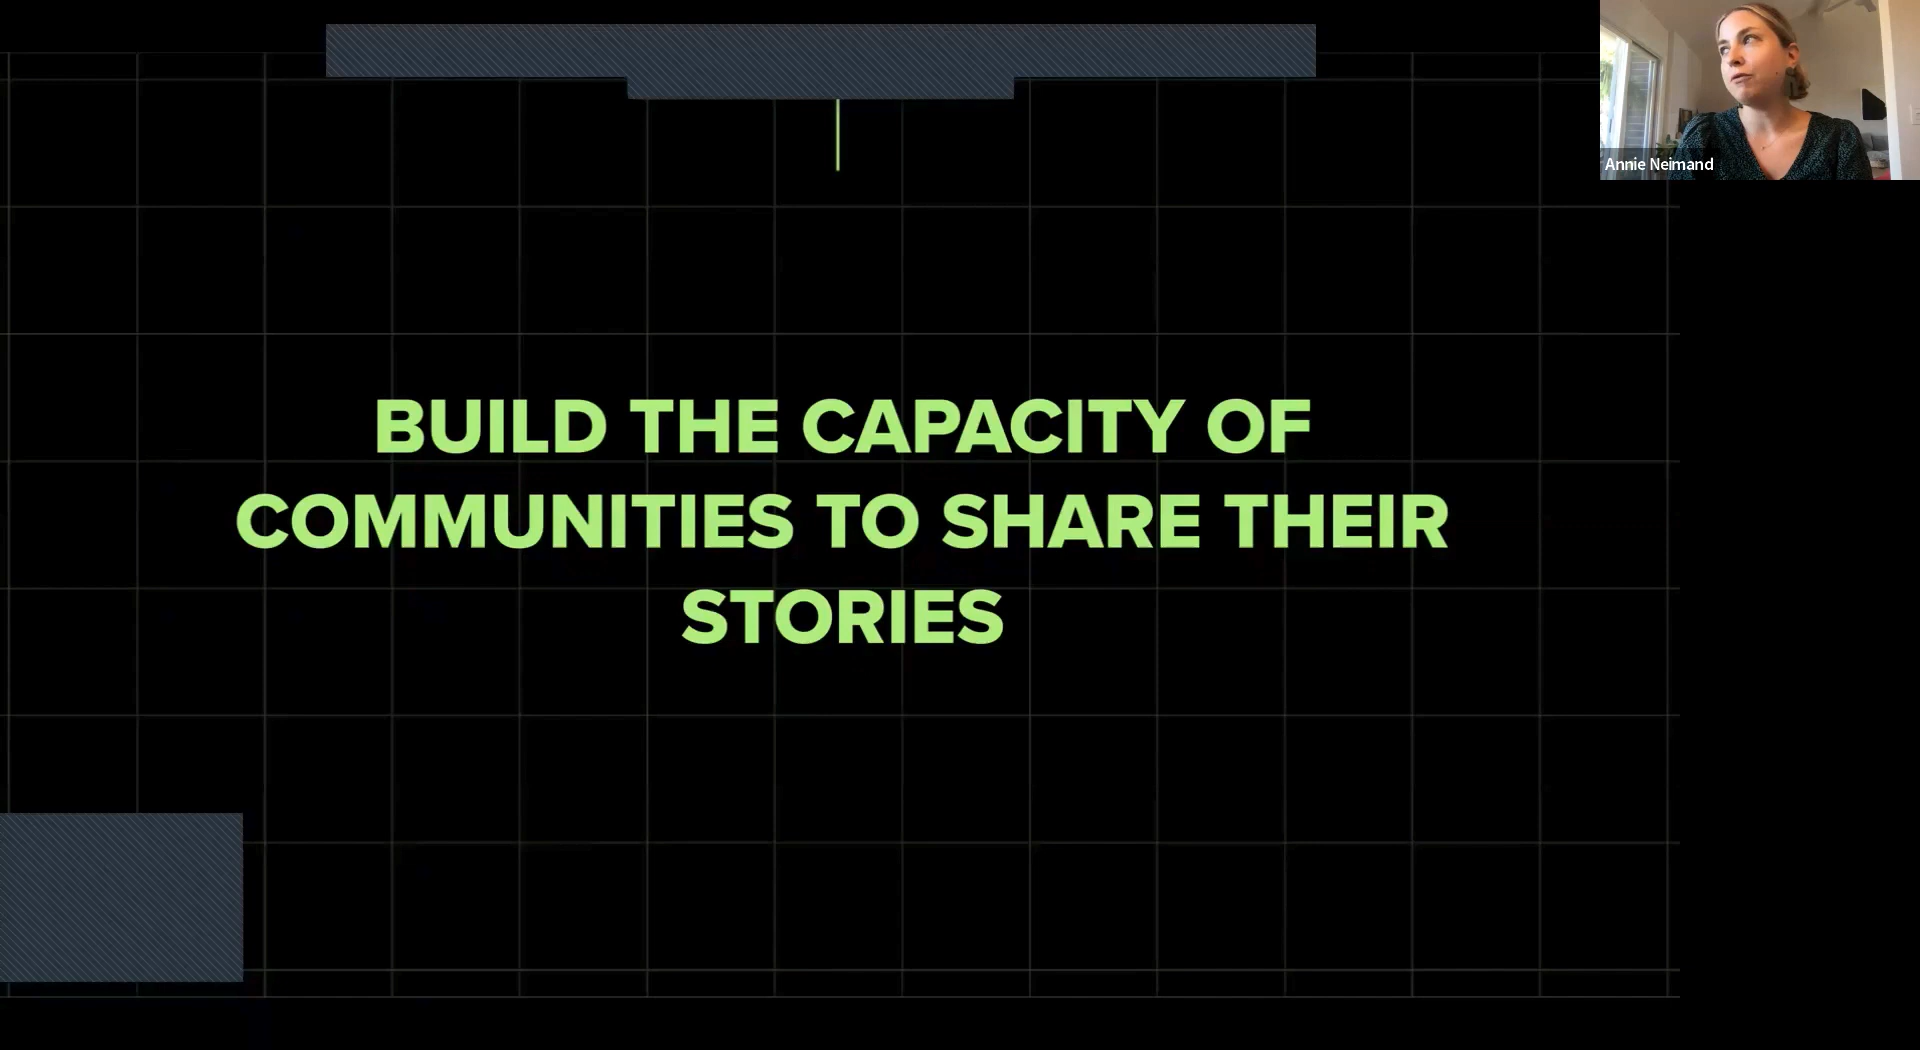 Annie Neimand
BUILD THE CAPACITY OF
COMMUNITIES TO SHARE THEIR
STORIES